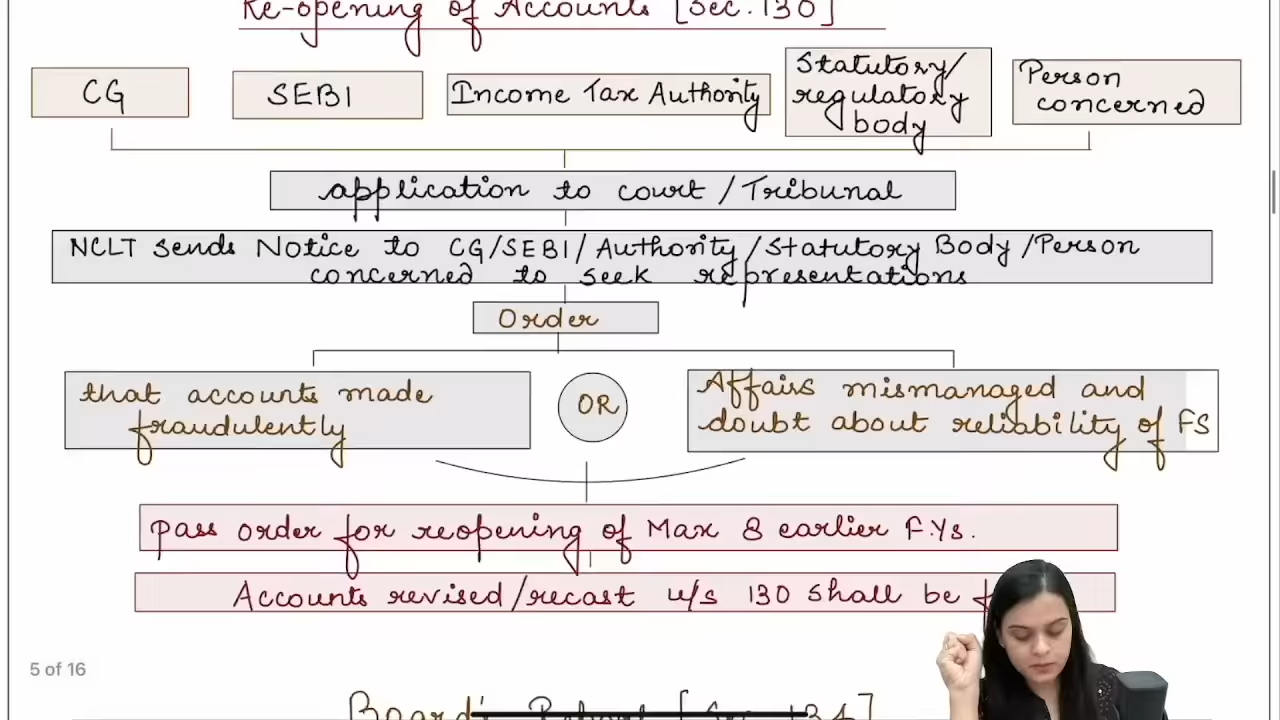 Re-opening of Accounts [Sec. 130]
CG
SEBI
Income Tax Authority
Statutory/
regulatory
body
Person
concerned
application to court / Tribunal
NCLT sends Notice to CG/SEBI/Authority/Statutory Body/Person
concerned to seek representations
Order
that accounts made
fraudulently
OR
Affairs mismanaged and
doubt about reliability of FS
pass order for reopening of Max 8 earlier F.Ys.
Accounts revised/recast u/s 130 shall be
5 of 16
Board's